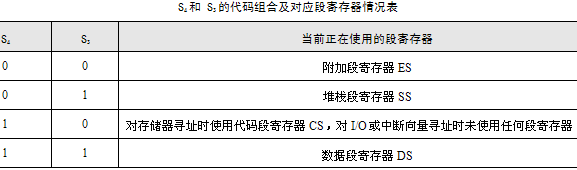 S₄和 S₃的代码组合及对应段寄存器情况表
S₄ S₃ 当前正在使用的段寄存器
0 0 附加段寄存器 ES
0 1 堆栈段寄存器 SS
1 0 对存储器寻址时使用代码段寄存器 CS，对 I/O 或中断向量寻址时未使用任何段寄存器
1 1 数据段寄存器 DS